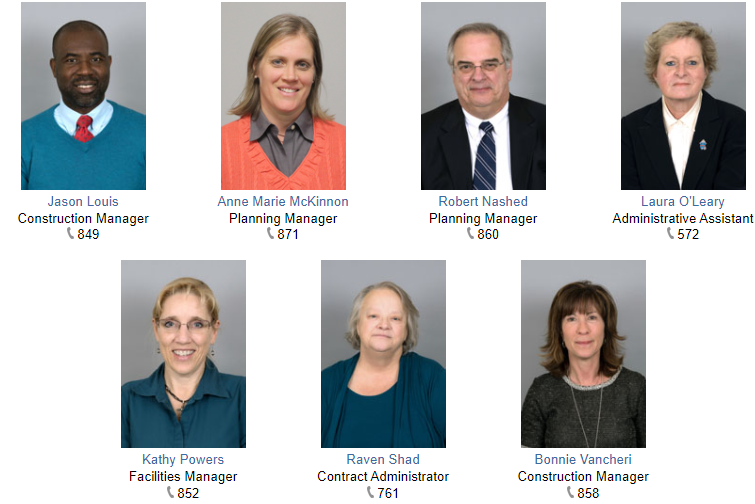 Jason Louis
Construction Manager
849
Anne Marie McKinnon
Planning Manager
871
Robert Nashed
Planning Manager
860
Laura O'Leary
Administrative Assistant
572
Kathy Powers
Facilities Manager
852
Raven Shad
Contract Administrator
761
Bonnie Vancheri
Construction Manager
858